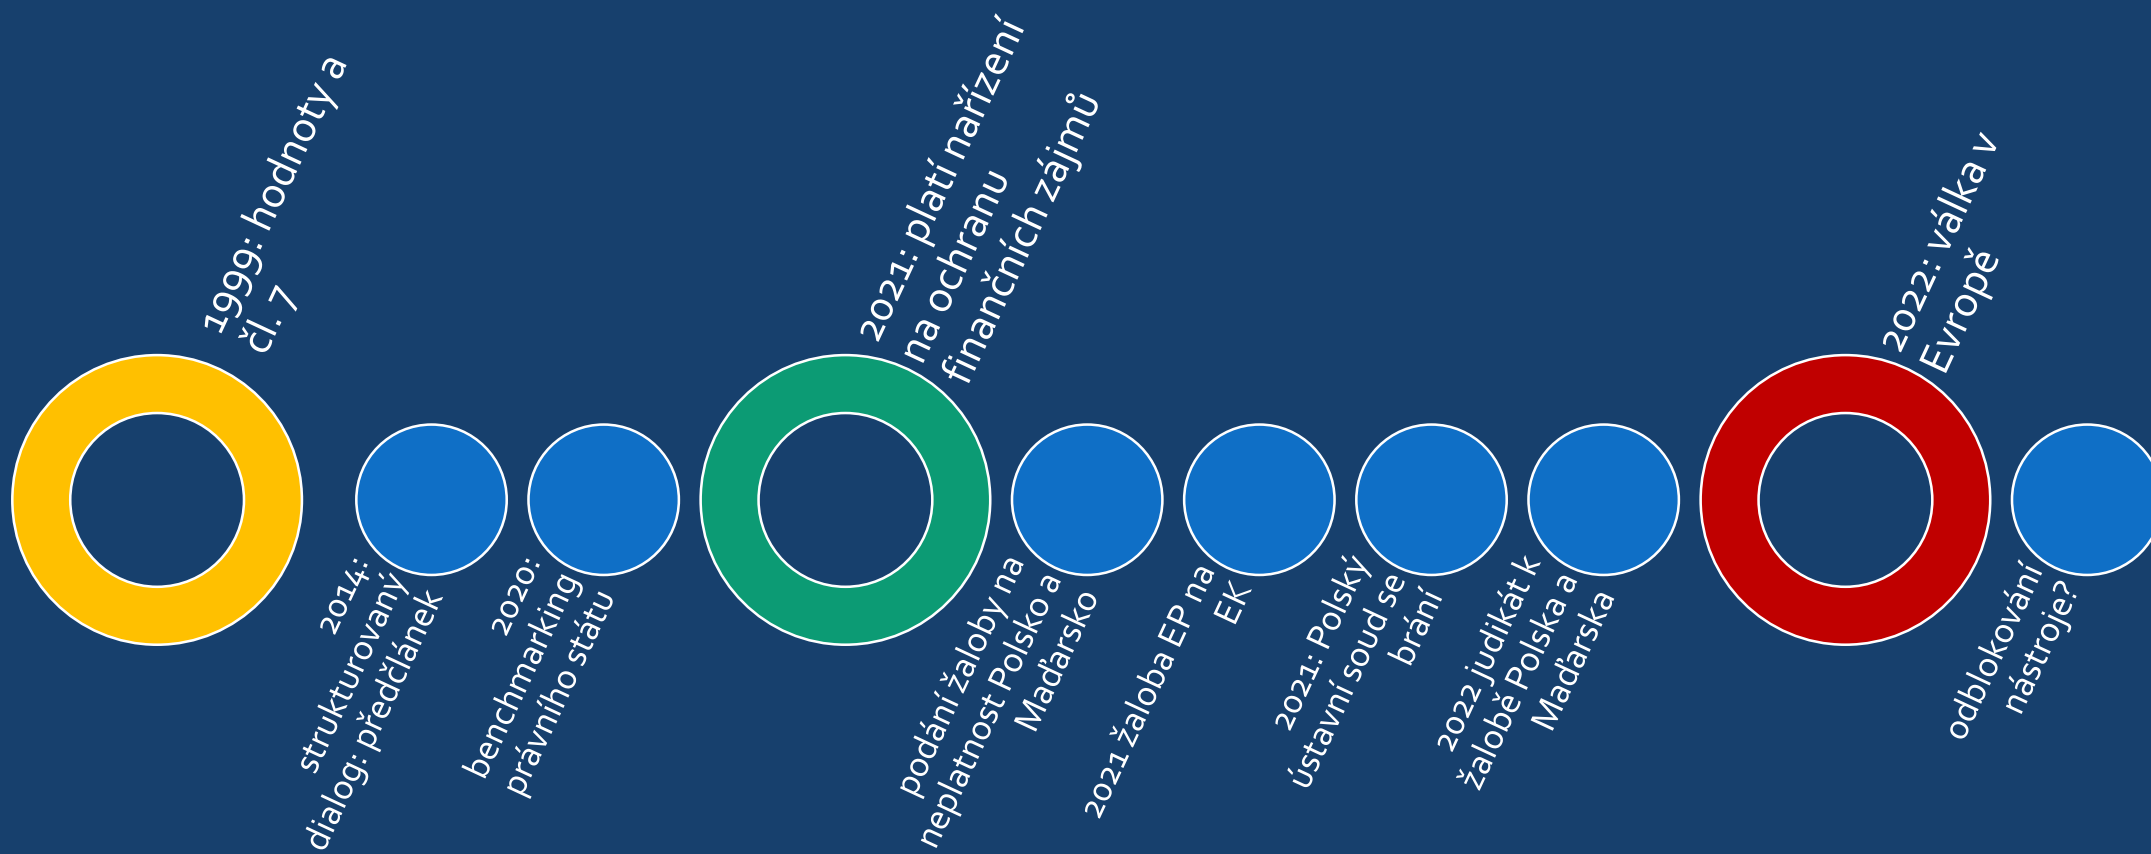 1999: hodnoty a
čl. 7
2014:
strukturovaný
dialog: předčlánek
2020:
benchmarking
právního státu
2021: platí nařízení
na ochranu
finančních zájmů
podání žaloby na
neplatnost Polsko a
Maďarsko
2021 žaloba EP na
EK
2021: Polský
ústavní soud se
brání
2022 judikát k
žalobě Polska a
Maďarska
2022: válka v
Evropě
odblokování
nástroje?